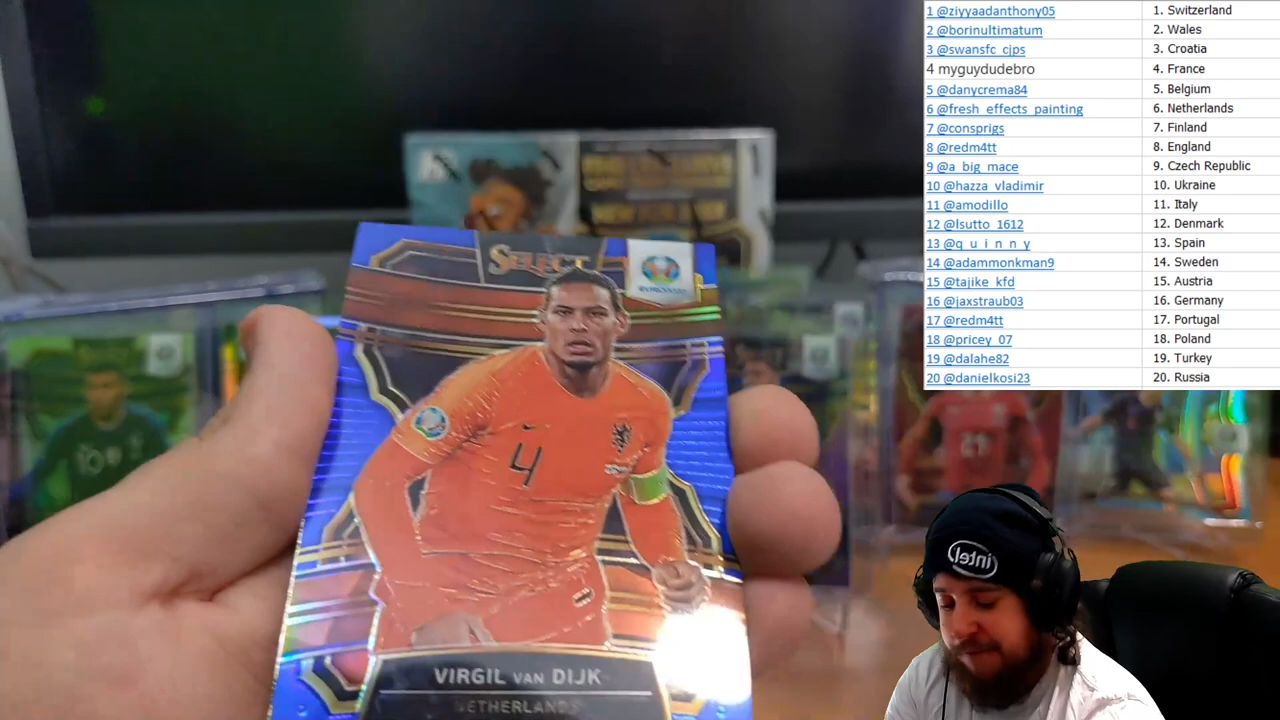 1 @ziyyaadanthony05 1. Switzerland
2 @borinultimatum 2. Wales
3 @swansfc_cjps 3. Croatia
4 myguydudebro 4. France
5 @danycrema84 5. Belgium
6 @fresh_effects_painting 6. Netherlands
7 @consprigs 7. Finland
8 @redm4tt 8. England
9 @a_big_mace 9. Czech Republic
10 @hazza_vladimir 10. Ukraine
11 @amodillo 11. Italy
12 @lsutto_1612 12. Denmark
13 @q_u_i_n_n_y 13. Spain
14 @adammonkman9 14. Sweden
15 @tajike_kfd 15. Austria
16 @jaxstraub03 16. Germany
17 @redm4tt 17. Portugal
18 @pricey_07 18. Poland
19 @dalahe82 19. Turkey
20 @danielkosi23 20. Russia
SELECT
4
VIRGIL VAN DIJK
NETHERLANDS
10
21
intel